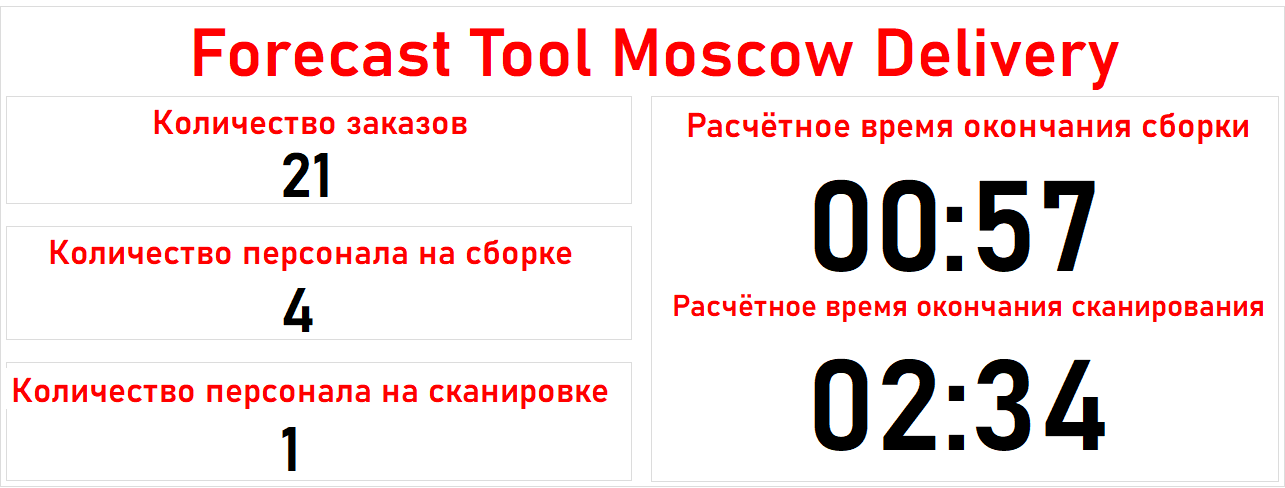 Forecast Tool Moscow Delivery
Количество заказов
21
Количество персонала на сборке
4
Количество персонала на сканировке
1
Расчётное время окончания сборки
00:57
Расчётное время окончания сканирования
02:34